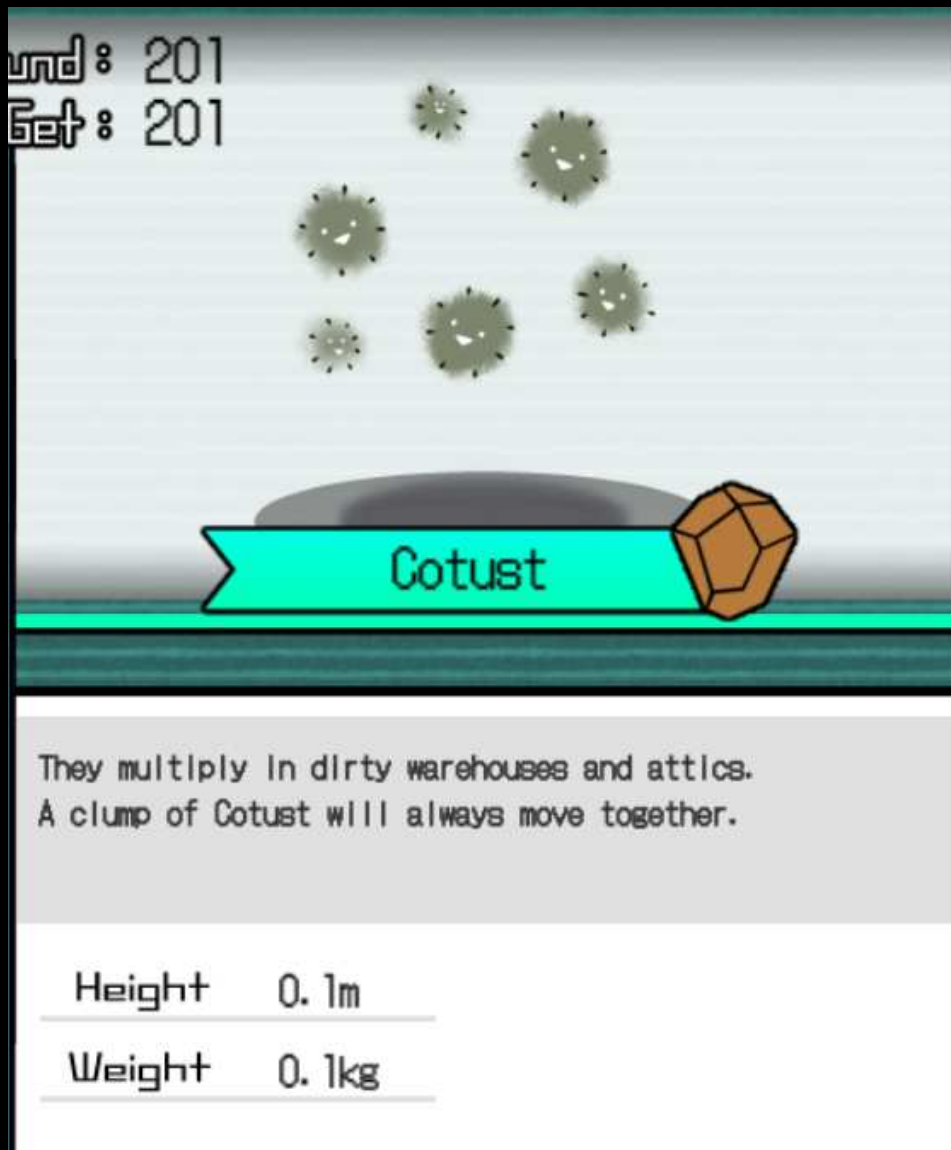 und: 201
Get: 201
Cotust
They multiply in dirty warehouses and attics.
A clump of Cotust will always move together.
Height 0.1m
Weight 0.1kg